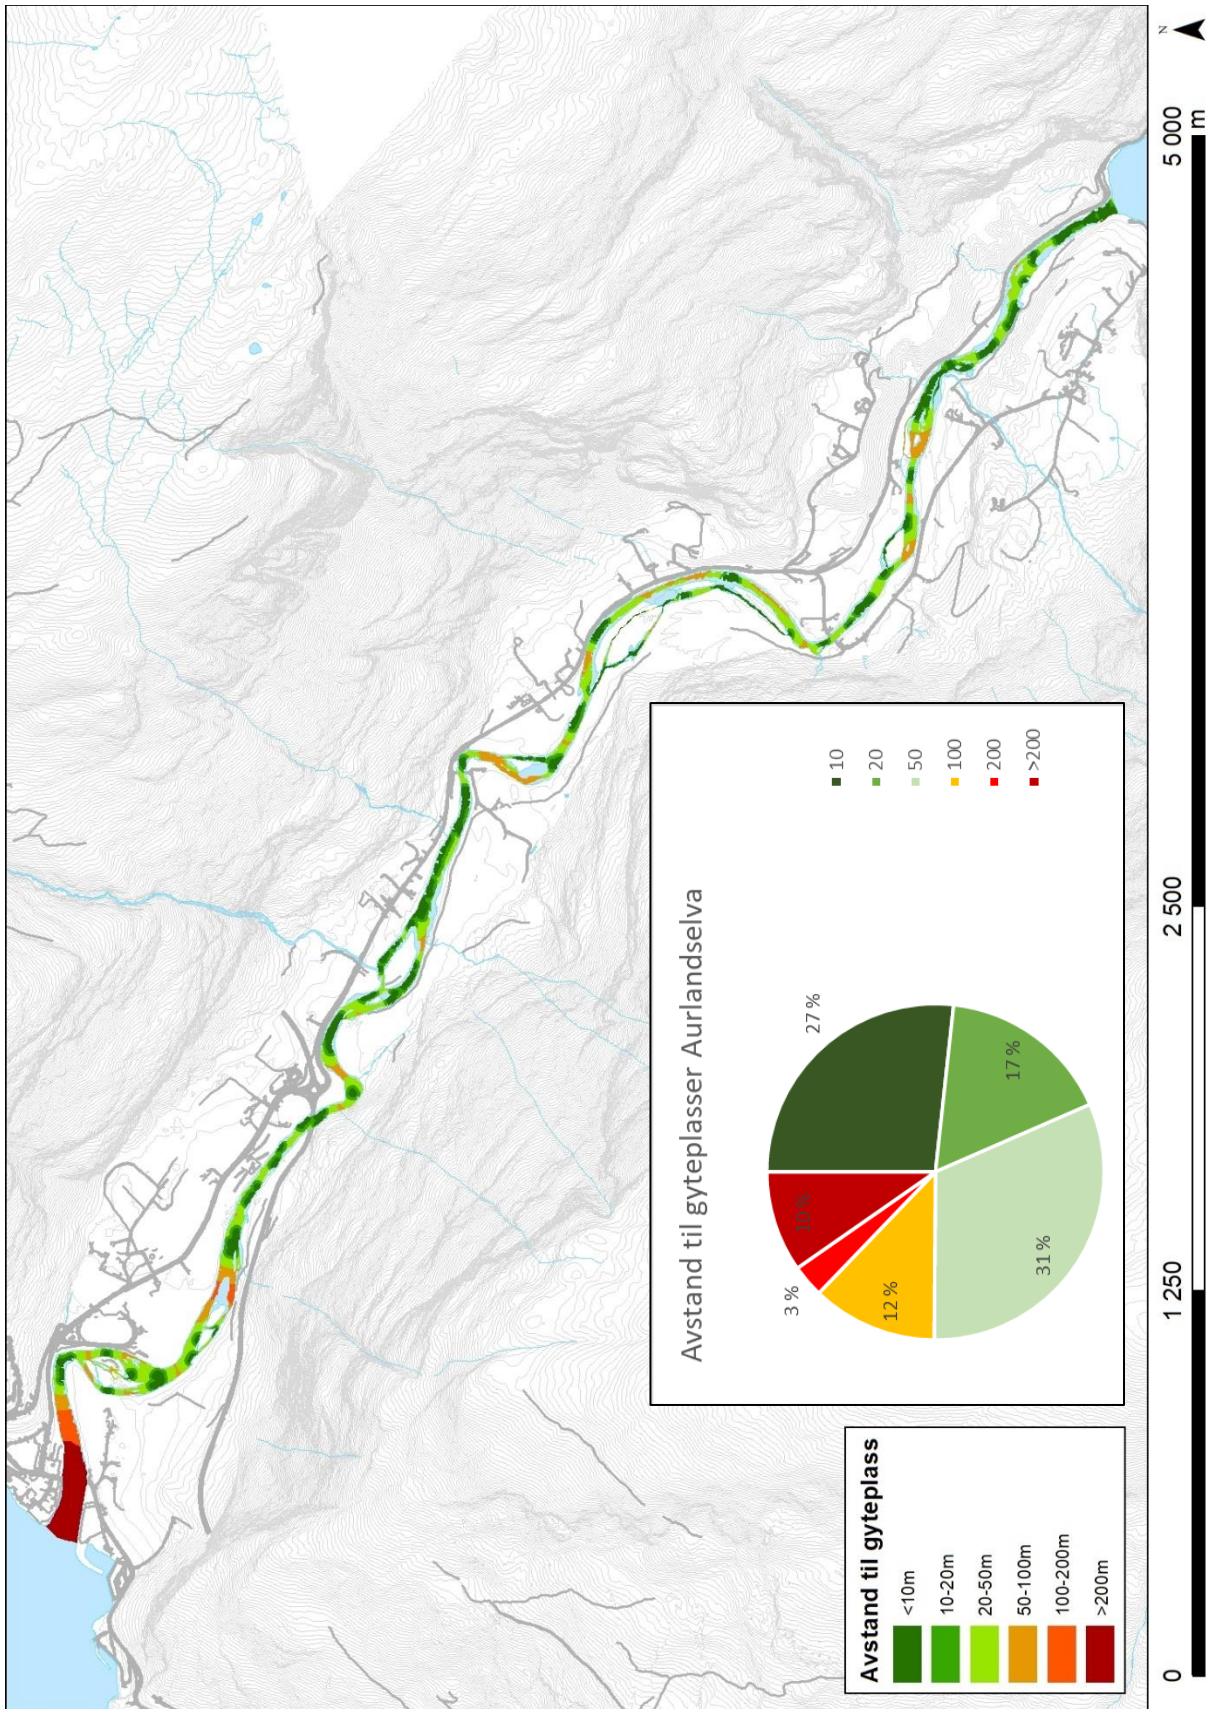 N
Avstand til gyteplass
<10m
10-20m
20-50m
50-100m
100-200m
>200m
Avstand til gyteplasser Aurlandselva
27 %
17 %
31 %
12 %
3 %
10 %
10
20
50
100
200
>200
0
1 250
2 500
5 000
m